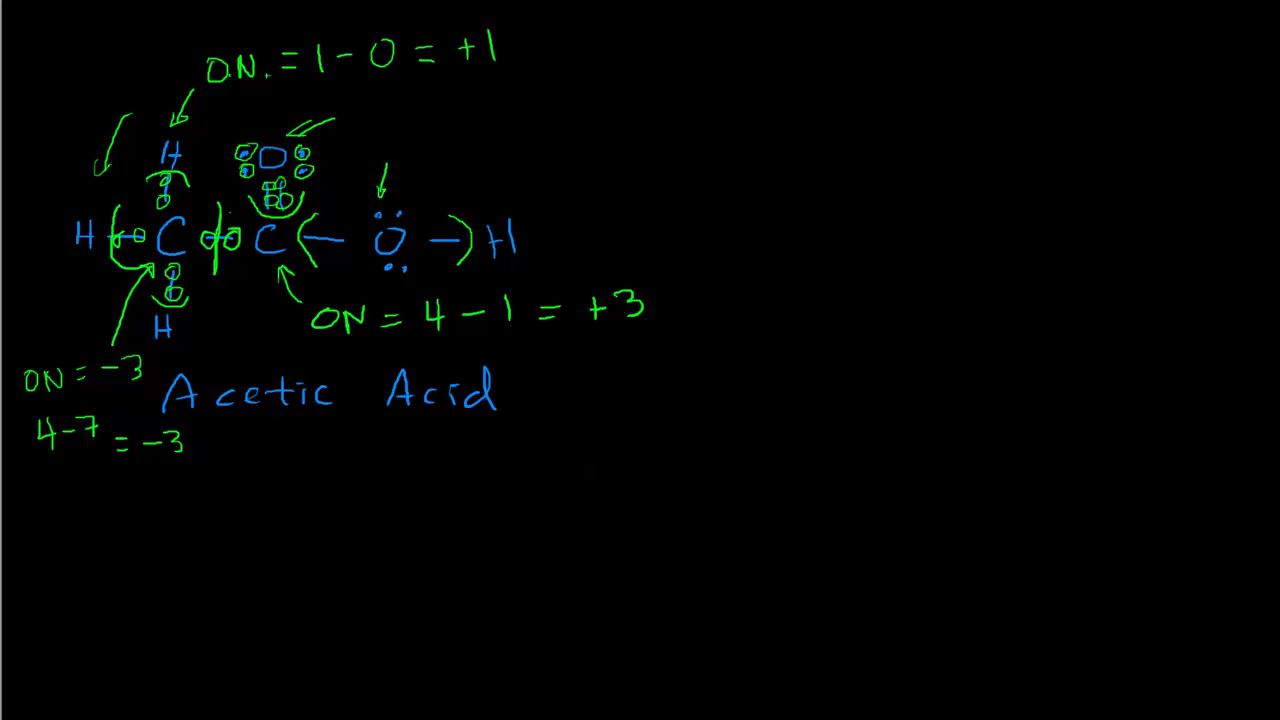 O.N. = 1 - 0 = +1
H O
H - C - C - O - H
H
ON = 4 - 1 = +3
ON = -3
Acetic Acid
4 - 7 = -3